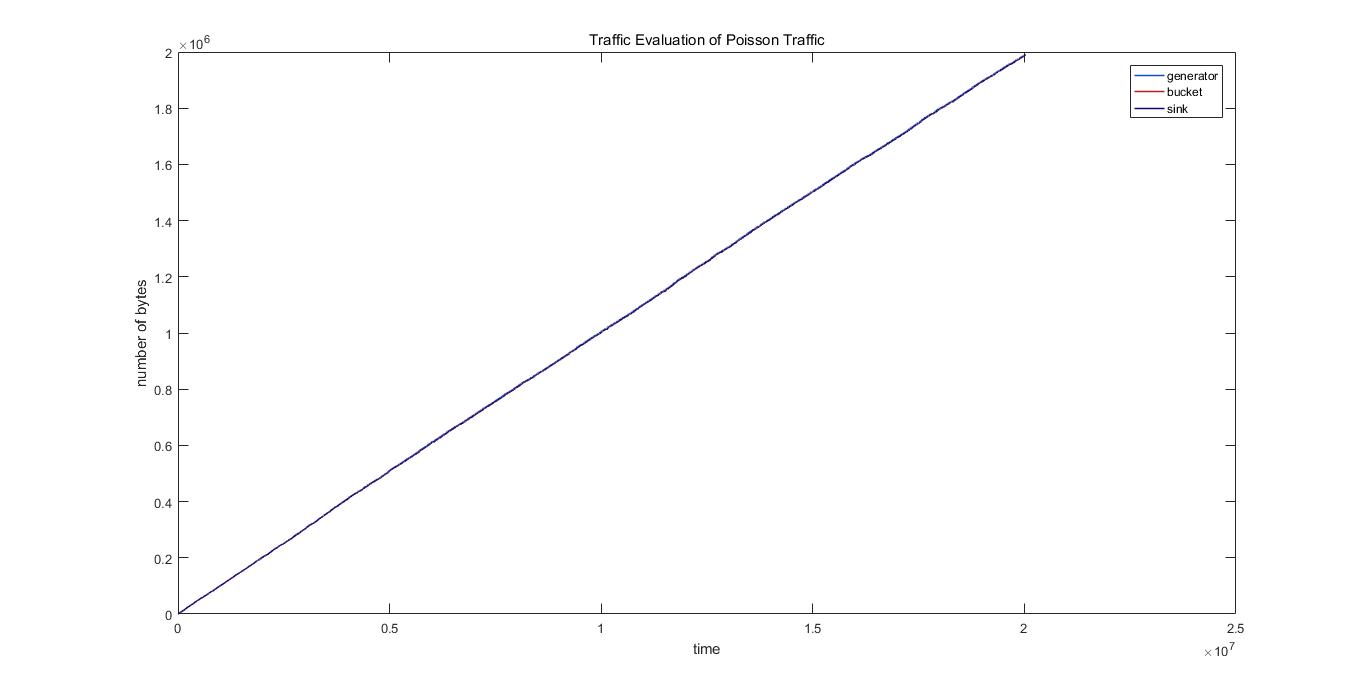 Traffic Evaluation of Poisson Traffic
×10^6
2
1.8
1.6
1.4
1.2
1
0.8
0.6
0.4
0.2
0
number of bytes
generator
bucket
sink
0 0.5 1 1.5 2 2.5
time
×10^7